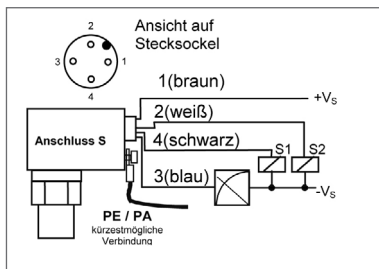 Ansicht auf
Stecksockel
2
3
1
4
1(braun)
+Vs
2(weiß)
Anschluss S
4(schwarz)
S1
S2
3(blau)
-Vs
PE / PA
kürzestmögliche
Verbindung